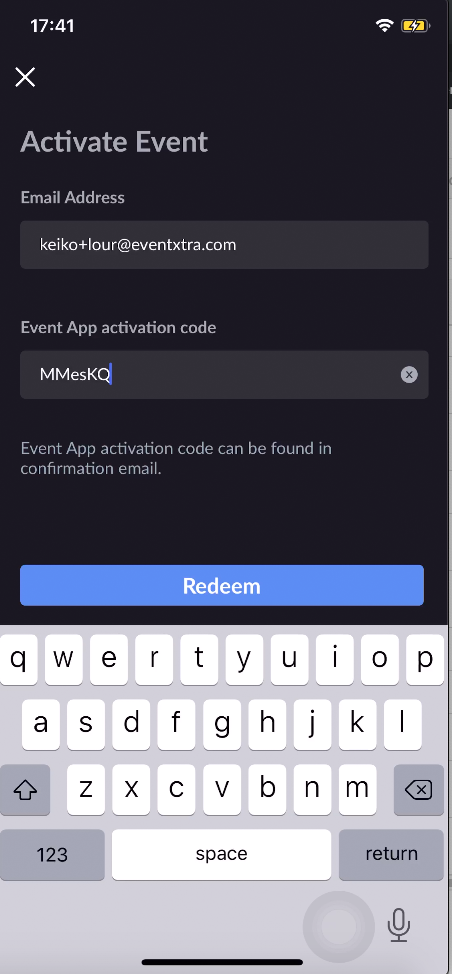 17:41
Activate Event
Email Address
keiko+lour@eventxtra.com
Event App activation code
MMesKQ
Event App activation code can be found in
confirmation email.
Redeem
q w e r t y u i o p
a s d f g h j k l
z x c v b n m
123 space return